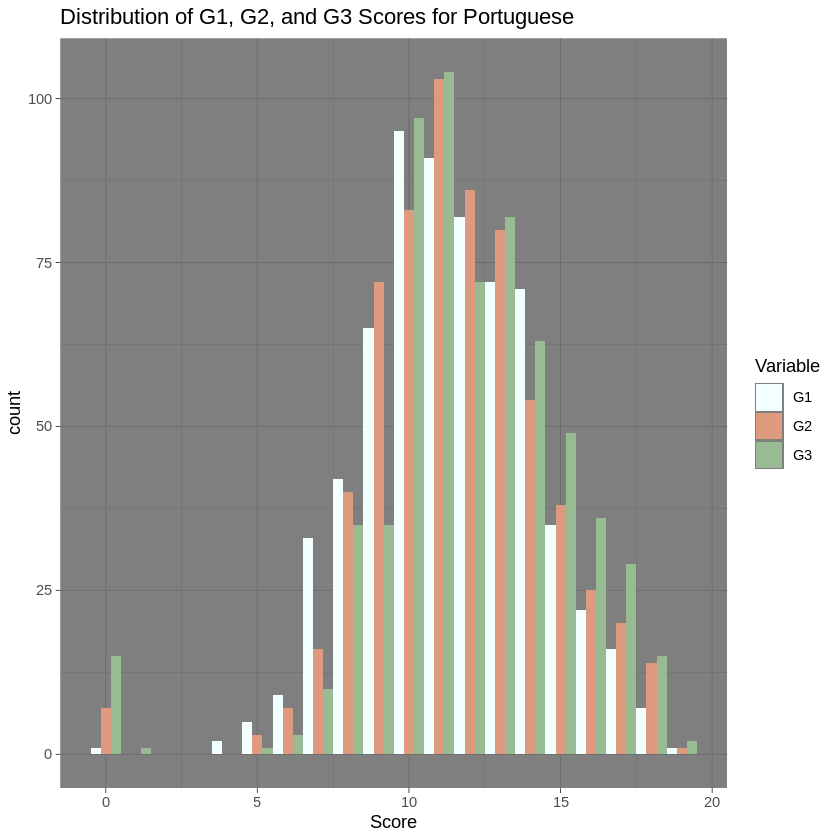 Distribution of G1, G2, and G3 Scores for Portuguese
100
75
50
25
0
count
0 5 10 15 20
Score
Variable
G1
G2
G3